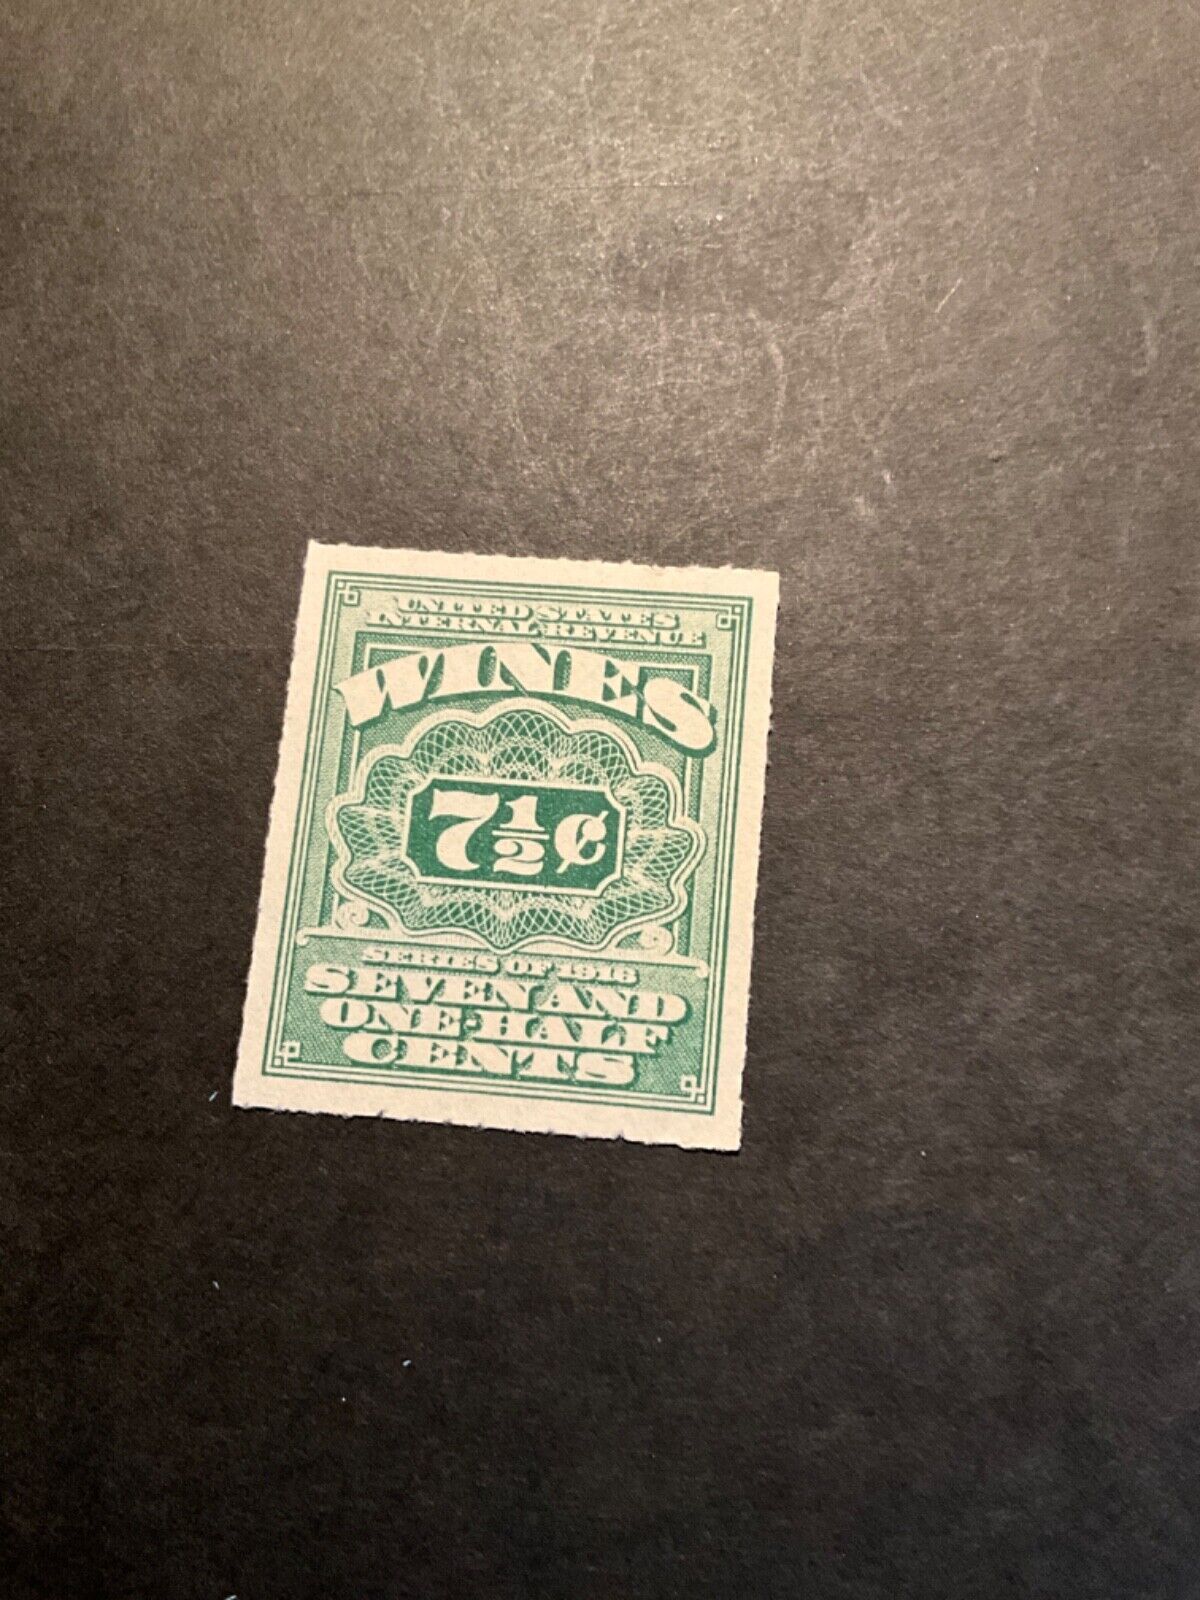 UNITED STATES
INTERNAL REVENUE
WINES
7½¢
SERIES OF 1916
SEVEN AND
ONE-HALF
CENTS